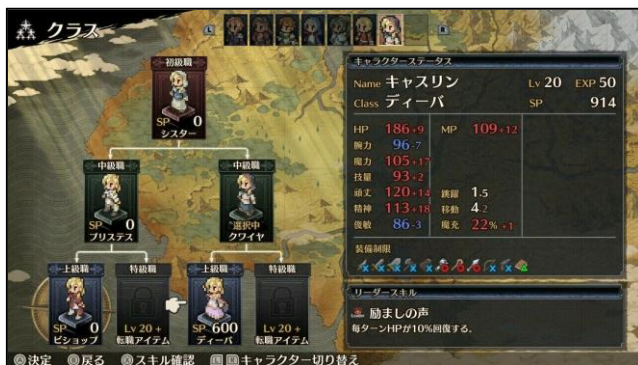 クラス
L
R
初級職
SP 0
シスター
中級職
SP 0
プリステス
中級職
選択中
クワイヤ
上級職
SP 0
ビショップ
特級職
Lv 20 +
転職アイテム
上級職
SP 600
ディーバ
特級職
Lv 20 +
転職アイテム
キャラクターステータス
Name キャスリン Lv 20 EXP 50
Class ディーバ SP 914
HP 186 +9 MP 109 +12
腕力 96 -7
魔力 105 +17
技量 93 +2
頑丈 120 +14 跳躍 1.5
精神 113 +18 移動 4.2
俊敏 86 -3 魔充 22% +1
装備制限
リーダースキル
励ましの声
毎ターンHPが10%回復する。
A 決定 B 戻る X スキル確認 L R キャラクター切り替え